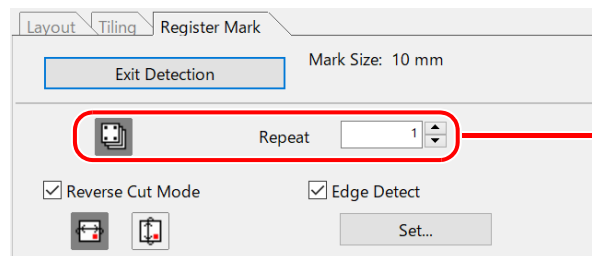 Layout Tiling Register Mark
Exit Detection Mark Size: 10 mm
Repeat 1
Reverse Cut Mode Edge Detect
Set...